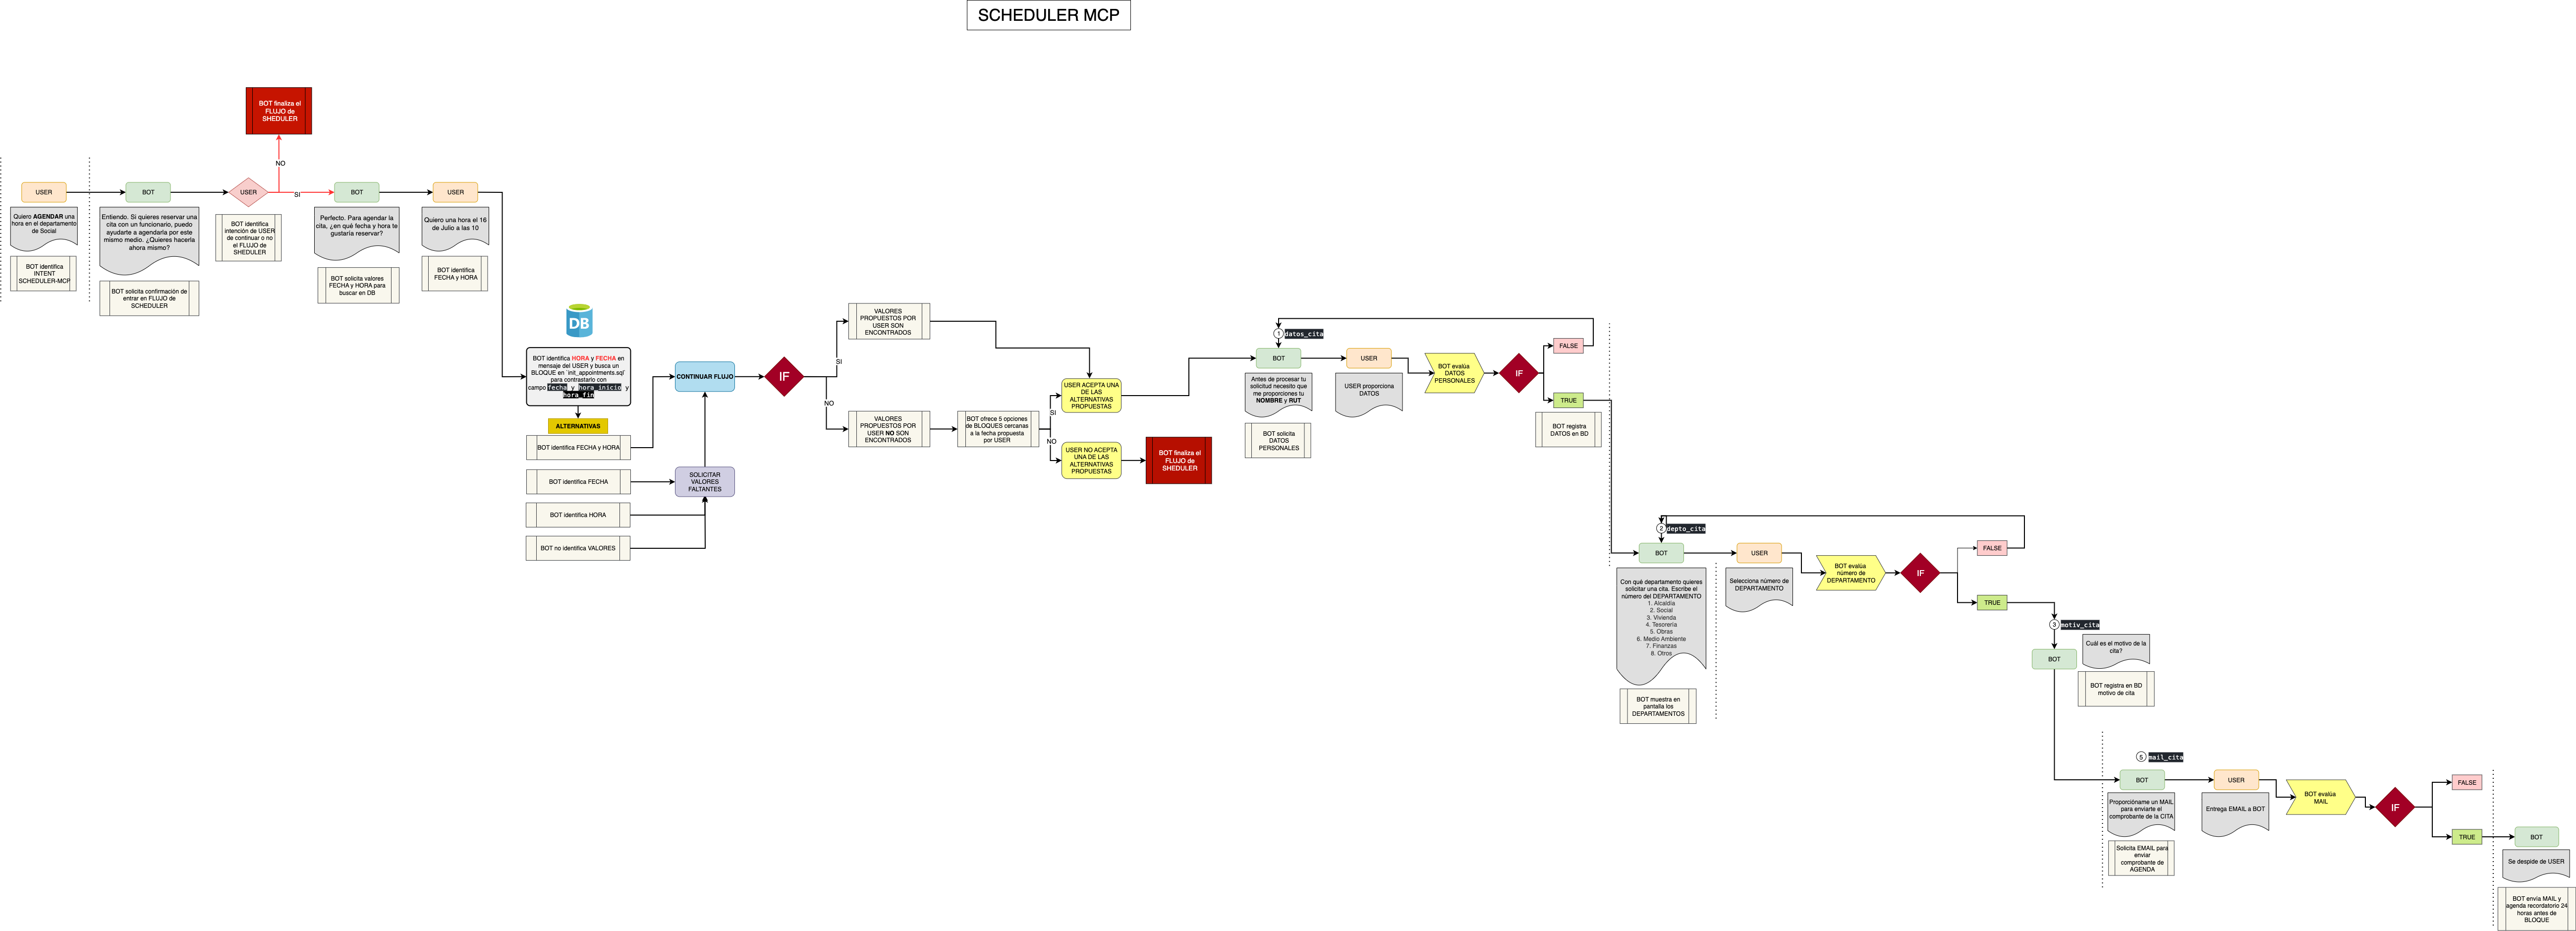 SCHEDULER MCP
BOT finaliza el
FLUJO de
SHEDULER
NO
SI
USER
Quiero AGENDAR una
hora en el departamento
de Social
BOT identifica
INTENT
SCHEDULER-MCP
BOT
Entiendo. Si quieres reservar una
cita con un funcionario, puedo
ayudarte a agendarla por este
mismo medio. ¿Quieres hacerla
ahora mismo?
BOT solicita confirmación de
entrar en FLUJO de
SCHEDULER
USER
BOT identifica
intención de USER
de continuar o no
el FLUJO de
SHEDULER
BOT
Perfecto. Para agendar la
cita, ¿en qué fecha y hora te
gustaría reservar?
BOT solicita valores
FECHA y HORA para
buscar en DB
USER
Quiero una hora el 16
de Julio a las 10
BOT identifica
FECHA y HORA
DB
BOT identifica HORA y FECHA en
mensaje del USER y busca un
BLOQUE en `init_appointments.sql`
para contrastarlo con
campo fecha y hora_inicio y
hora_fin
ALTERNATIVAS
BOT identifica FECHA y HORA
BOT identifica FECHA
BOT identifica HORA
BOT no identifica VALORES
CONTINUAR FLUJO
SOLICITAR
VALORES
FALTANTES
IF
SI
NO
VALORES
PROPUESTOS POR
USER SON
ENCONTRADOS
VALORES
PROPUESTOS POR
USER NO SON
ENCONTRADOS
BOT ofrece 5 opciones
de BLOQUES cercanas
a la fecha propuesta
por USER
SI
NO
USER ACEPTA UNA
DE LAS
ALTERNATIVAS
PROPUESTAS
USER NO ACEPTA
UNA DE LAS
ALTERNATIVAS
PROPUESTAS
BOT finaliza el
FLUJO de
SHEDULER
1 datos_cita
BOT
Antes de procesar tu
solicitud necesito que
me proporciones tu
NOMBRE y RUT
BOT solicita
DATOS
PERSONALES
USER
USER proporciona
DATOS
BOT evalúa
DATOS
PERSONALES
IF
FALSE
TRUE
BOT registra
DATOS en BD
2 depto_cita
BOT
Con qué departamento quieres
solicitar una cita. Escribe el
número del DEPARTAMENTO
1. Alcaldía
2. Social
3. Vivienda
4. Tesorería
5. Obras
6. Medio Ambiente
7. Finanzas
8. Otros
BOT muestra en
pantalla los
DEPARTAMENTOS
USER
Selecciona número de
DEPARTAMENTO
BOT evalúa
número de
DEPARTAMENTO
IF
FALSE
TRUE
3 motiv_cita
BOT
Cuál es el motivo de la
cita?
BOT registra en BD
motivo de cita
5 mail_cita
BOT
Proporcióname un MAIL
para enviarte el
comprobante de la CITA
Solicita EMAIL para
enviar
comprobante de
AGENDA
USER
Entrega EMAIL a BOT
BOT evalúa
MAIL
IF
FALSE
TRUE
BOT
Se despide de USER
BOT envía MAIL y
agenda recordatorio 24
horas antes de
BLOQUE